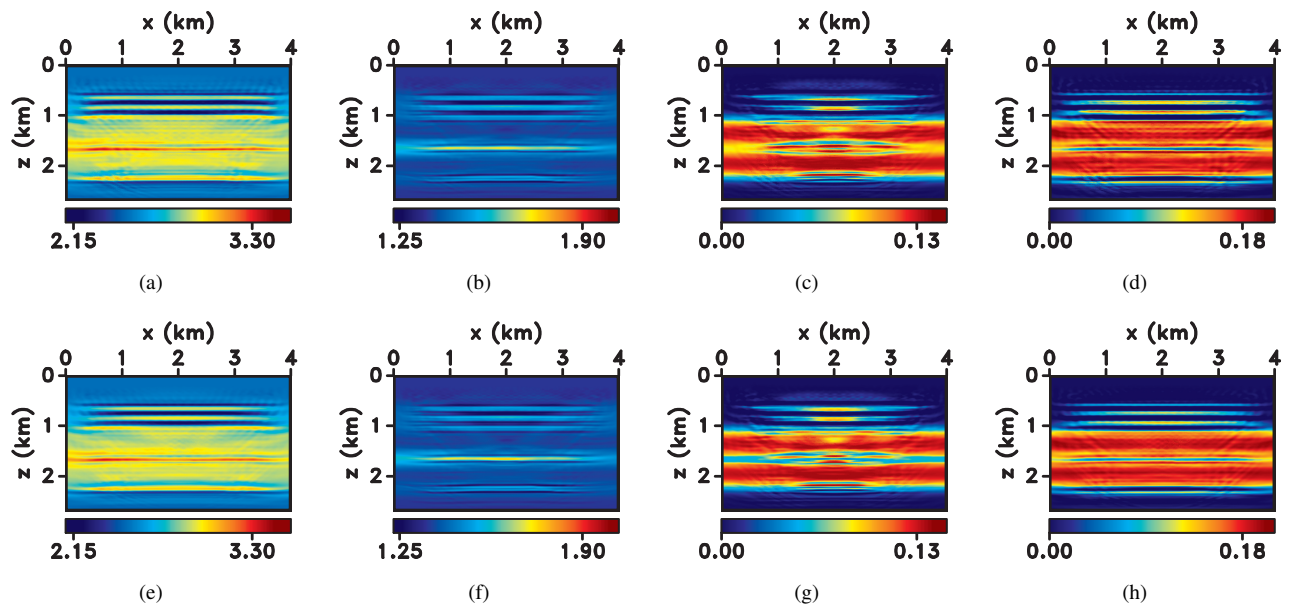 x (km) x (km) x (km) x (km)
0 1 2 3 4 0 1 2 3 4 0 1 2 3 4 0 1 2 3 4
0 0 0 0
z (km) z (km) z (km) z (km)
1 1 1 1
2 2 2 2
2.15 3.30 1.25 1.90 0.00 0.13 0.00 0.18
(a) (b) (c) (d)
x (km) x (km) x (km) x (km)
0 1 2 3 4 0 1 2 3 4 0 1 2 3 4 0 1 2 3 4
0 0 0 0
z (km) z (km) z (km) z (km)
1 1 1 1
2 2 2 2
2.15 3.30 1.25 1.90 0.00 0.13 0.00 0.18
(e) (f) (g) (h)